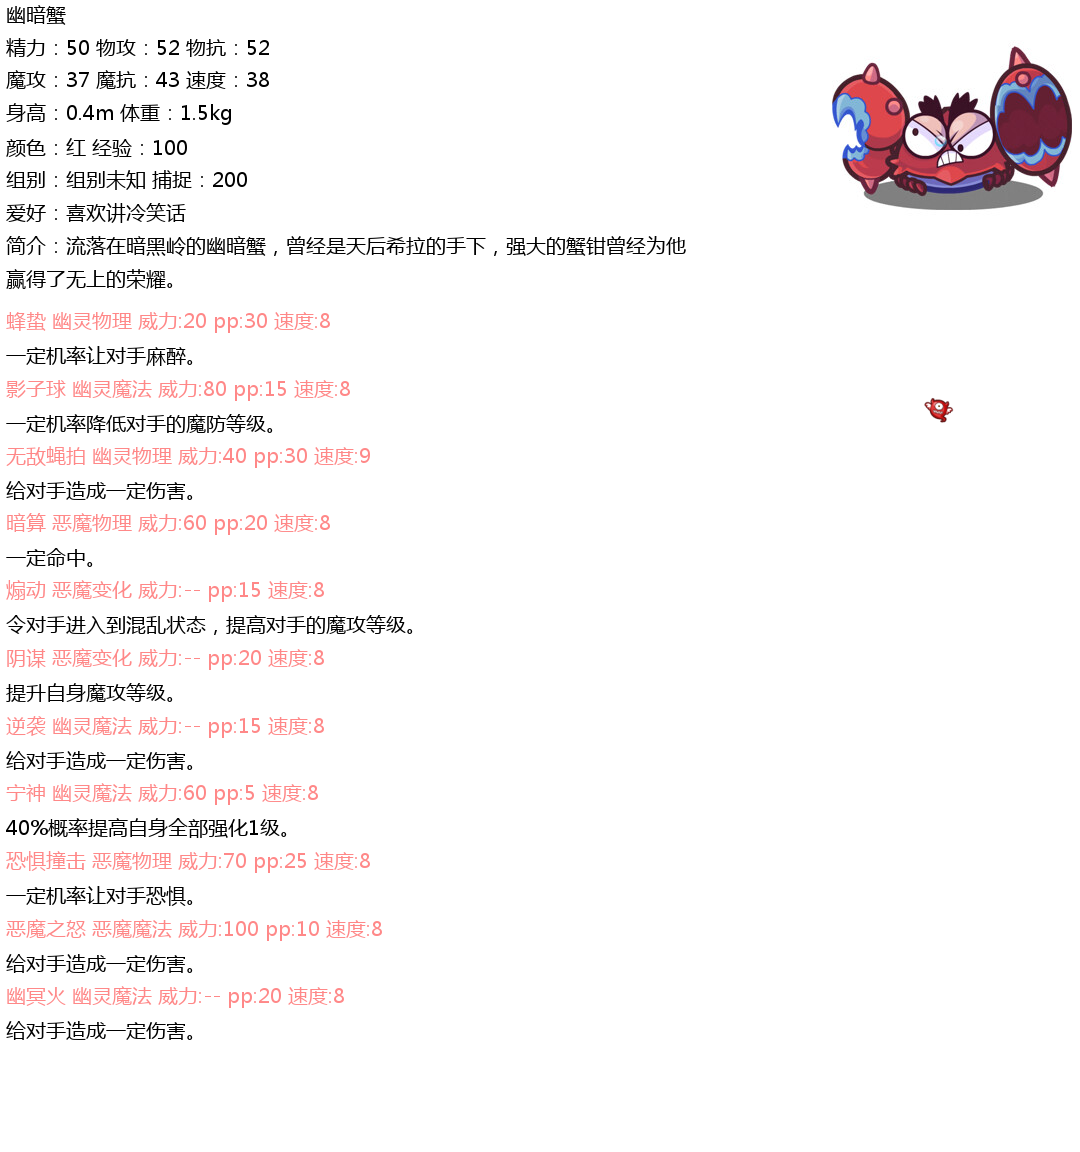 幽暗蟹
精力：50 物攻：52 物抗：52
魔攻：37 魔抗：43 速度：38
身高：0.4m 体重：1.5kg
颜色：红 经验：100
组别：组别未知 捕捉：200
爱好：喜欢讲冷笑话
简介：流落在暗黑岭的幽暗蟹，曾经是天后希拉的手下，强大的蟹钳曾经为他
赢得了无上的荣耀。
蜂蛰 幽灵物理 威力:20 pp:30 速度:8
一定机率让对手麻醉。
影子球 幽灵魔法 威力:80 pp:15 速度:8
一定机率降低对手的魔防等级。
无敌蝇拍 幽灵物理 威力:40 pp:30 速度:9
给对手造成一定伤害。
暗算 恶魔物理 威力:60 pp:20 速度:8
一定命中。
煽动 恶魔变化 威力:-- pp:15 速度:8
令对手进入到混乱状态，提高对手的魔攻等级。
阴谋 恶魔变化 威力:-- pp:20 速度:8
提升自身魔攻等级。
逆袭 幽灵魔法 威力:-- pp:15 速度:8
给对手造成一定伤害。
宁神 幽灵魔法 威力:60 pp:5 速度:8
40%概率提高自身全部强化1级。
恐惧撞击 恶魔物理 威力:70 pp:25 速度:8
一定机率让对手恐惧。
恶魔之怒 恶魔魔法 威力:100 pp:10 速度:8
给对手造成一定伤害。
幽冥火 幽灵魔法 威力:-- pp:20 速度:8
给对手造成一定伤害。